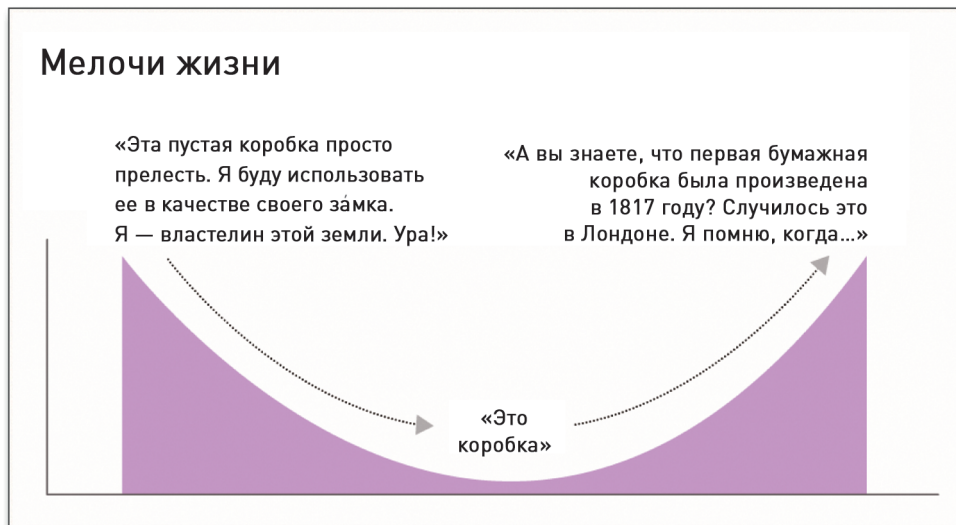 Мелочи жизни
«Эта пустая коробка просто
прелесть. Я буду использовать
ее в качестве своего за́мка.
Я — властелин этой земли. Ура!»
«А вы знаете, что первая бумажная
коробка была произведена
в 1817 году? Случилось это
в Лондоне. Я помню, когда...»
«Это
коробка»